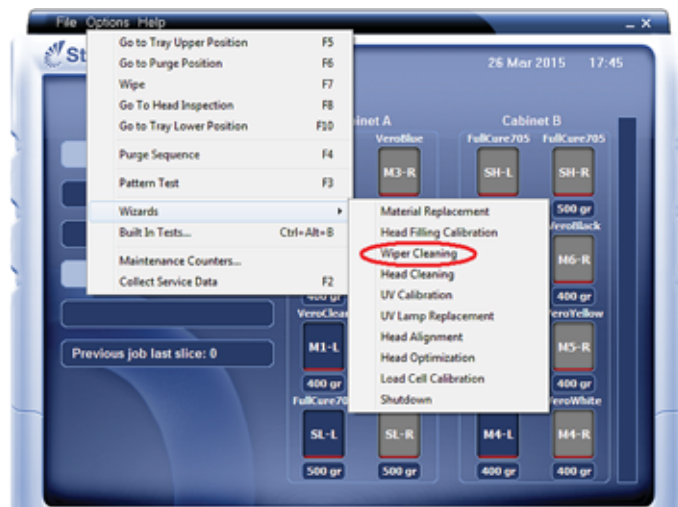 File Options Help
St
26 Mar 2015 17:45
Go to Tray Upper Position F5
Go to Purge Position F6
Wipe F7
Go To Head Inspection F8
Go to Tray Lower Position F10
Purge Sequence F4
Pattern Test F3
Wizards
Built In Tests... Ctrl+Alt+B
Maintenance Counters...
Collect Service Data F2
Material Replacement
Head Filling Calibration
Wiper Cleaning
Head Cleaning
UV Calibration
UV Lamp Replacement
Head Alignment
Head Optimization
Load Cell Calibration
Shutdown
inet A Cabinet B
VeroBlue FullCure705 FullCure705
M3-R SH-L SH-R
500 gr
VeroBlack
M6-R
400 gr 400 gr
VeroClear VeroYellow
M1-L M5-R
400 gr 400 gr
FullCure70 VeroWhite
SL-L SL-R M4-L M4-R
500 gr 500 gr 400 gr 400 gr
Previous job last slice: 0